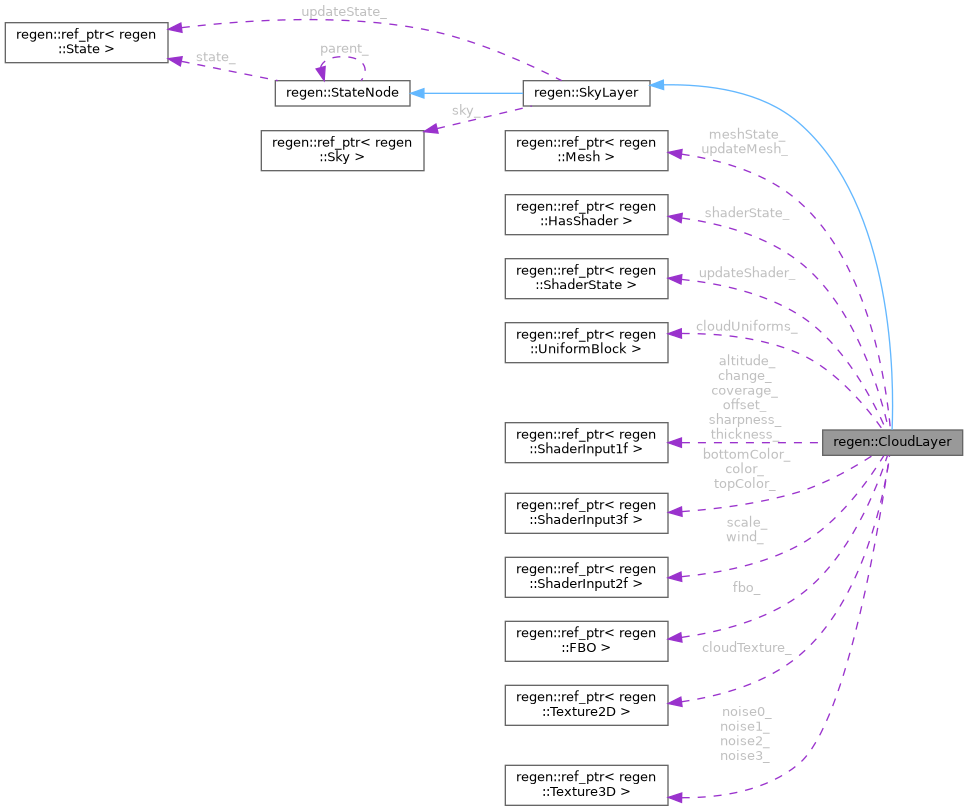 updateState_
regen::ref_ptr< regen
::State >
state_
parent_
regen::StateNode
regen::SkyLayer
sky_
regen::ref_ptr< regen
::Sky >
meshState_
updateMesh_
regen::ref_ptr< regen
::Mesh >
shaderState_
regen::ref_ptr< regen
::HasShader >
updateShader_
regen::ref_ptr< regen
::ShaderState >
cloudUniforms_
regen::ref_ptr< regen
::UniformBlock >
altitude_
change_
coverage_
offset_
sharpness_
thickness_
regen::ref_ptr< regen
::ShaderInput1f >
regen::CloudLayer
bottomColor_
color_
topColor_
regen::ref_ptr< regen
::ShaderInput3f >
scale_
wind_
regen::ref_ptr< regen
::ShaderInput2f >
fbo_
regen::ref_ptr< regen
::FBO >
cloudTexture_
regen::ref_ptr< regen
::Texture2D >
noise0_
noise1_
noise2_
noise3_
regen::ref_ptr< regen
::Texture3D >